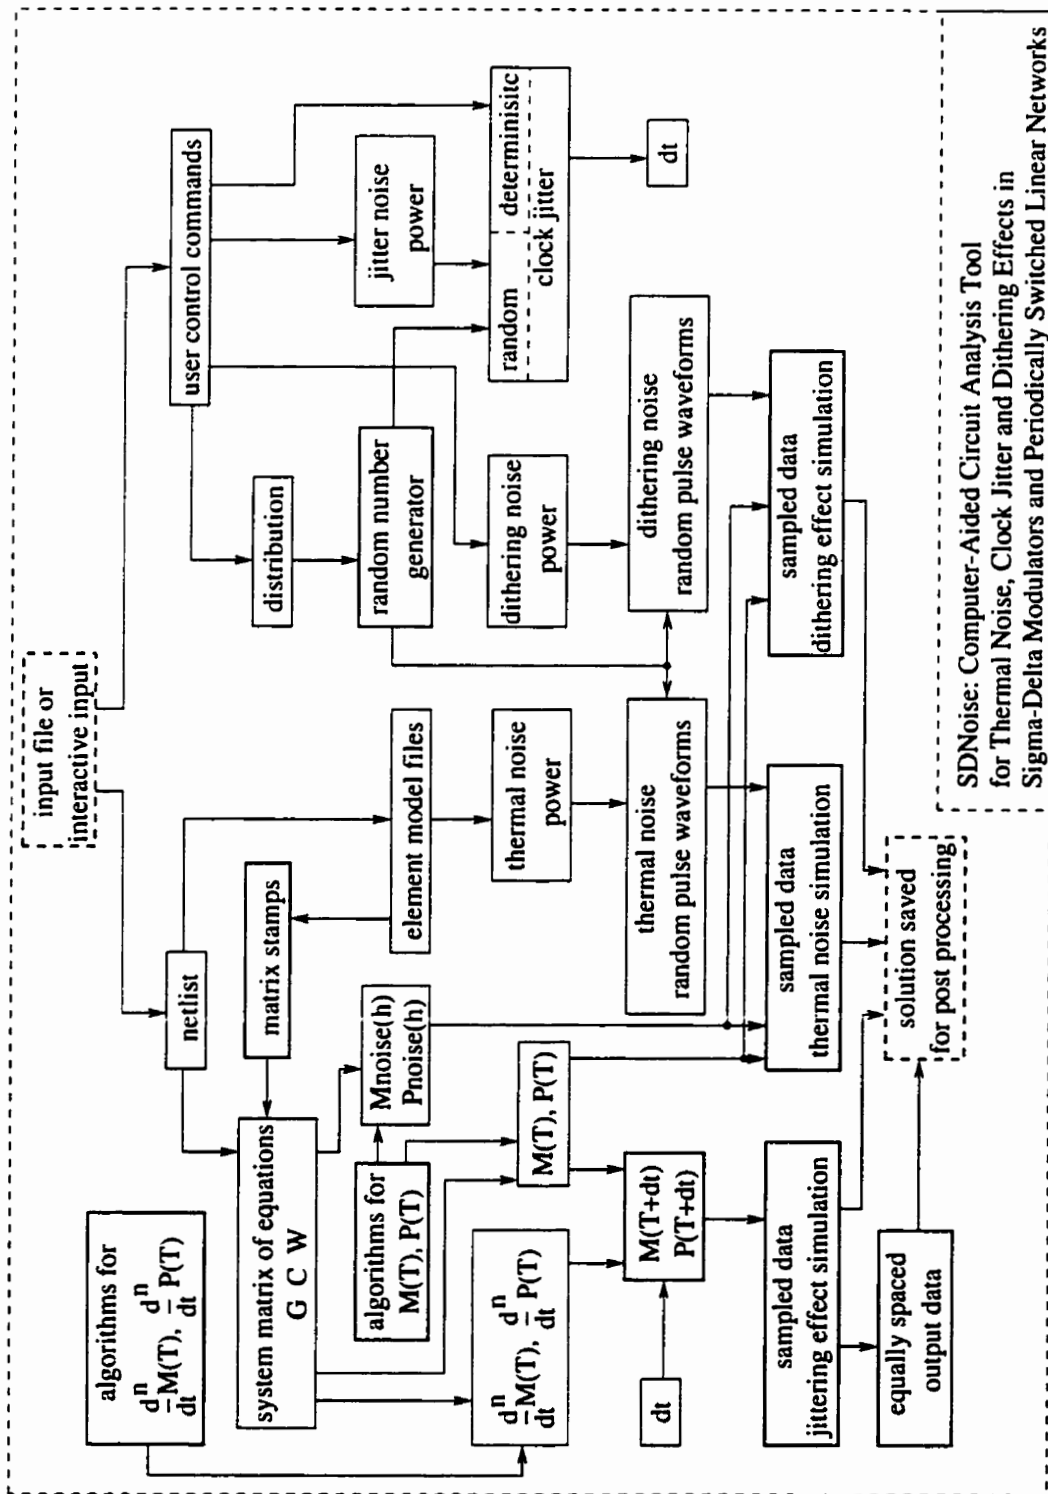 input file or
interactive input
netlist
user control commands
algorithms for
d^n/dt M(T), d^n/dt P(T)
system matrix of equations
G C W
matrix stamps
element model files
distribution
random number
generator
jitter noise
power
algorithms for
M(T), P(T)
Mnoise(h)
Pnoise(h)
thermal noise
power
dithering noise
power
random
determinisitc
clock jitter
d^n/dt M(T), d^n/dt P(T)
M(T), P(T)
thermal noise
random pulse waveforms
dithering noise
random pulse waveforms
dt
dt
M(T+dt)
P(T+dt)
sampled data
jittering effect simulation
sampled data
thermal noise simulation
sampled data
dithering effect simulation
equally spaced
output data
solution saved
for post processing
SDNoise: Computer-Aided Circuit Analysis Tool
for Thermal Noise, Clock Jitter and Dithering Effects in
Sigma-Delta Modulators and Periodically Switched Linear Networks